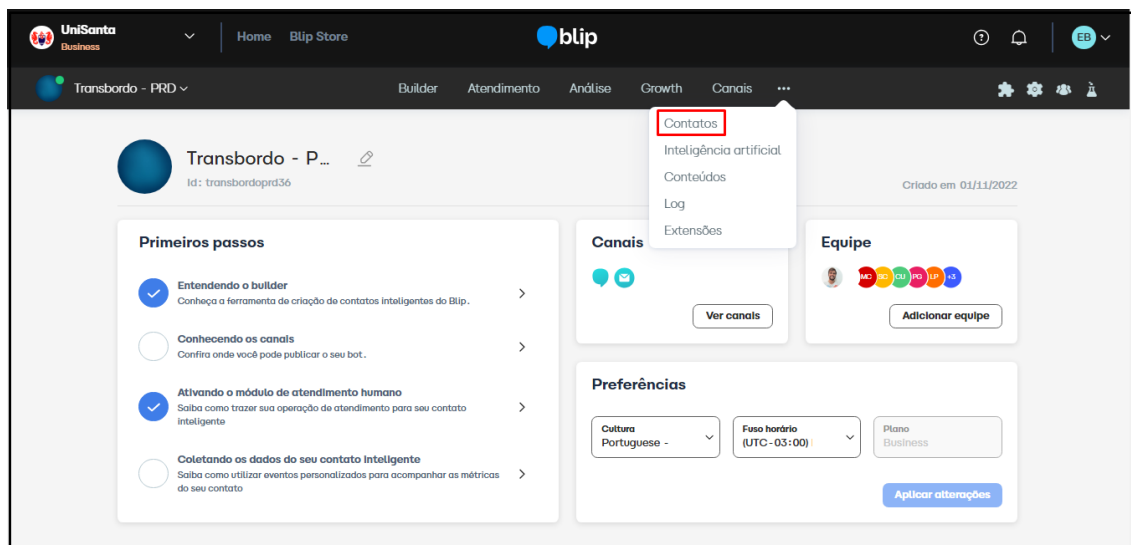 UniSanta
Business
Home
Blip Store
blip
EB
Transbordo - PRD
Builder
Atendimento
Análise
Growth
Canais
...
Contatos
Inteligência artificial
Conteúdos
Log
Extensões
Transbordo - P...
Id: transbordoprd36
Criado em 01/11/2022
Primeiros passos
Entendendo o builder
Conheça a ferramenta de criação de contatos inteligentes do Blip.
Conhecendo os canais
Confira onde você pode publicar o seu bot.
Ativando o módulo de atendimento humano
Saiba como trazer sua operação de atendimento para seu contato
inteligente
Coletando os dados do seu contato inteligente
Saiba como utilizar eventos personalizados para acompanhar as métricas
do seu contato
Canais
Ver canais
Equipe
MC
CU
PG
LP
+3
Adicionar equipe
Preferências
Cultura
Portuguese -
Fuso horário
(UTC-03:00)
Plano
Business
Aplicar alterações